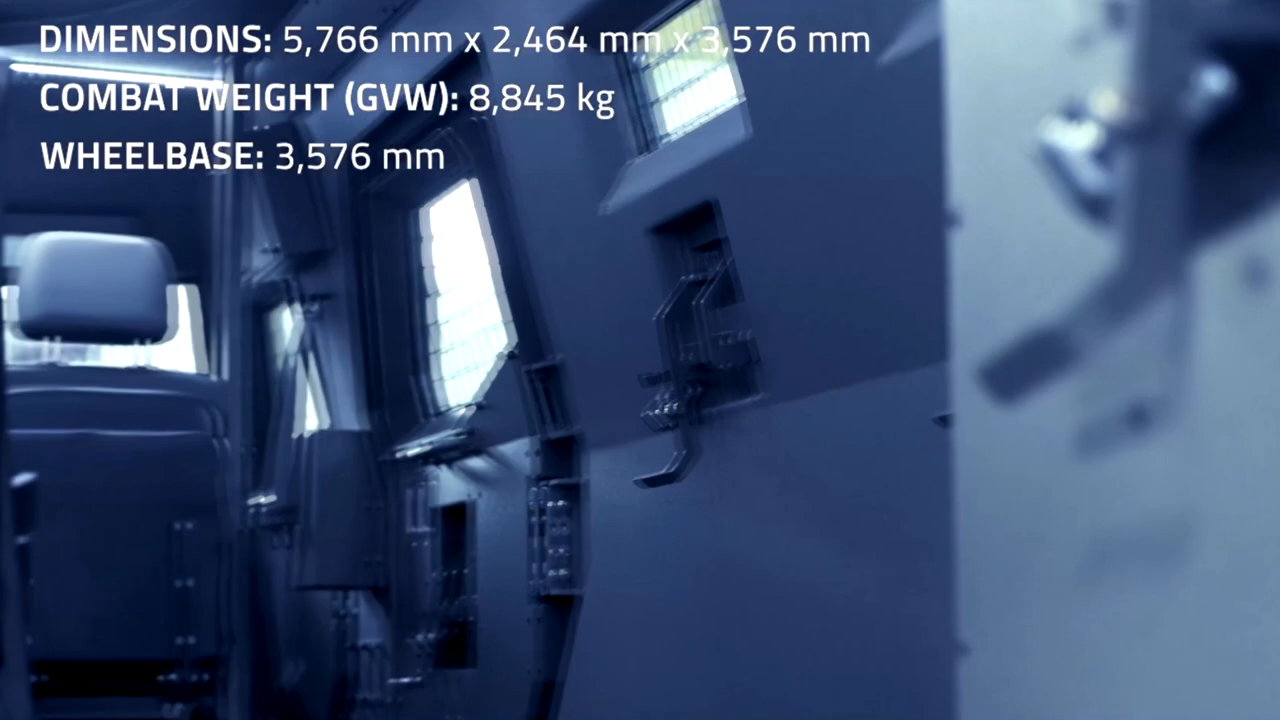 DIMENSIONS: 5,766 mm x 2,464 mm x 3,576 mm
COMBAT WEIGHT (GVW): 8,845 kg
WHEELBASE: 3,576 mm